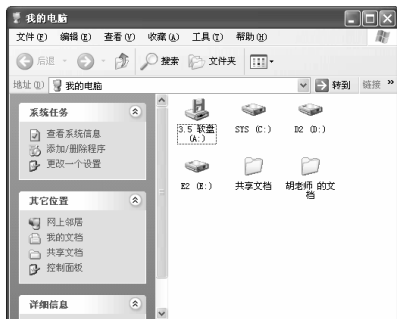 我的电脑
文件(F) 编辑(E) 查看(V) 收藏(A) 工具(T) 帮助(H)
后退 搜索 文件夹
地址(D) 我的电脑 转到 链接 »
系统任务
查看系统信息
添加/删除程序
更改一个设置
其它位置
网上邻居
我的文档
共享文档
控制面板
详细信息
3.5 软盘
(A:)
SYS (C:)
D2 (D:)
E2 (E:)
共享文档
胡老师 的文
档